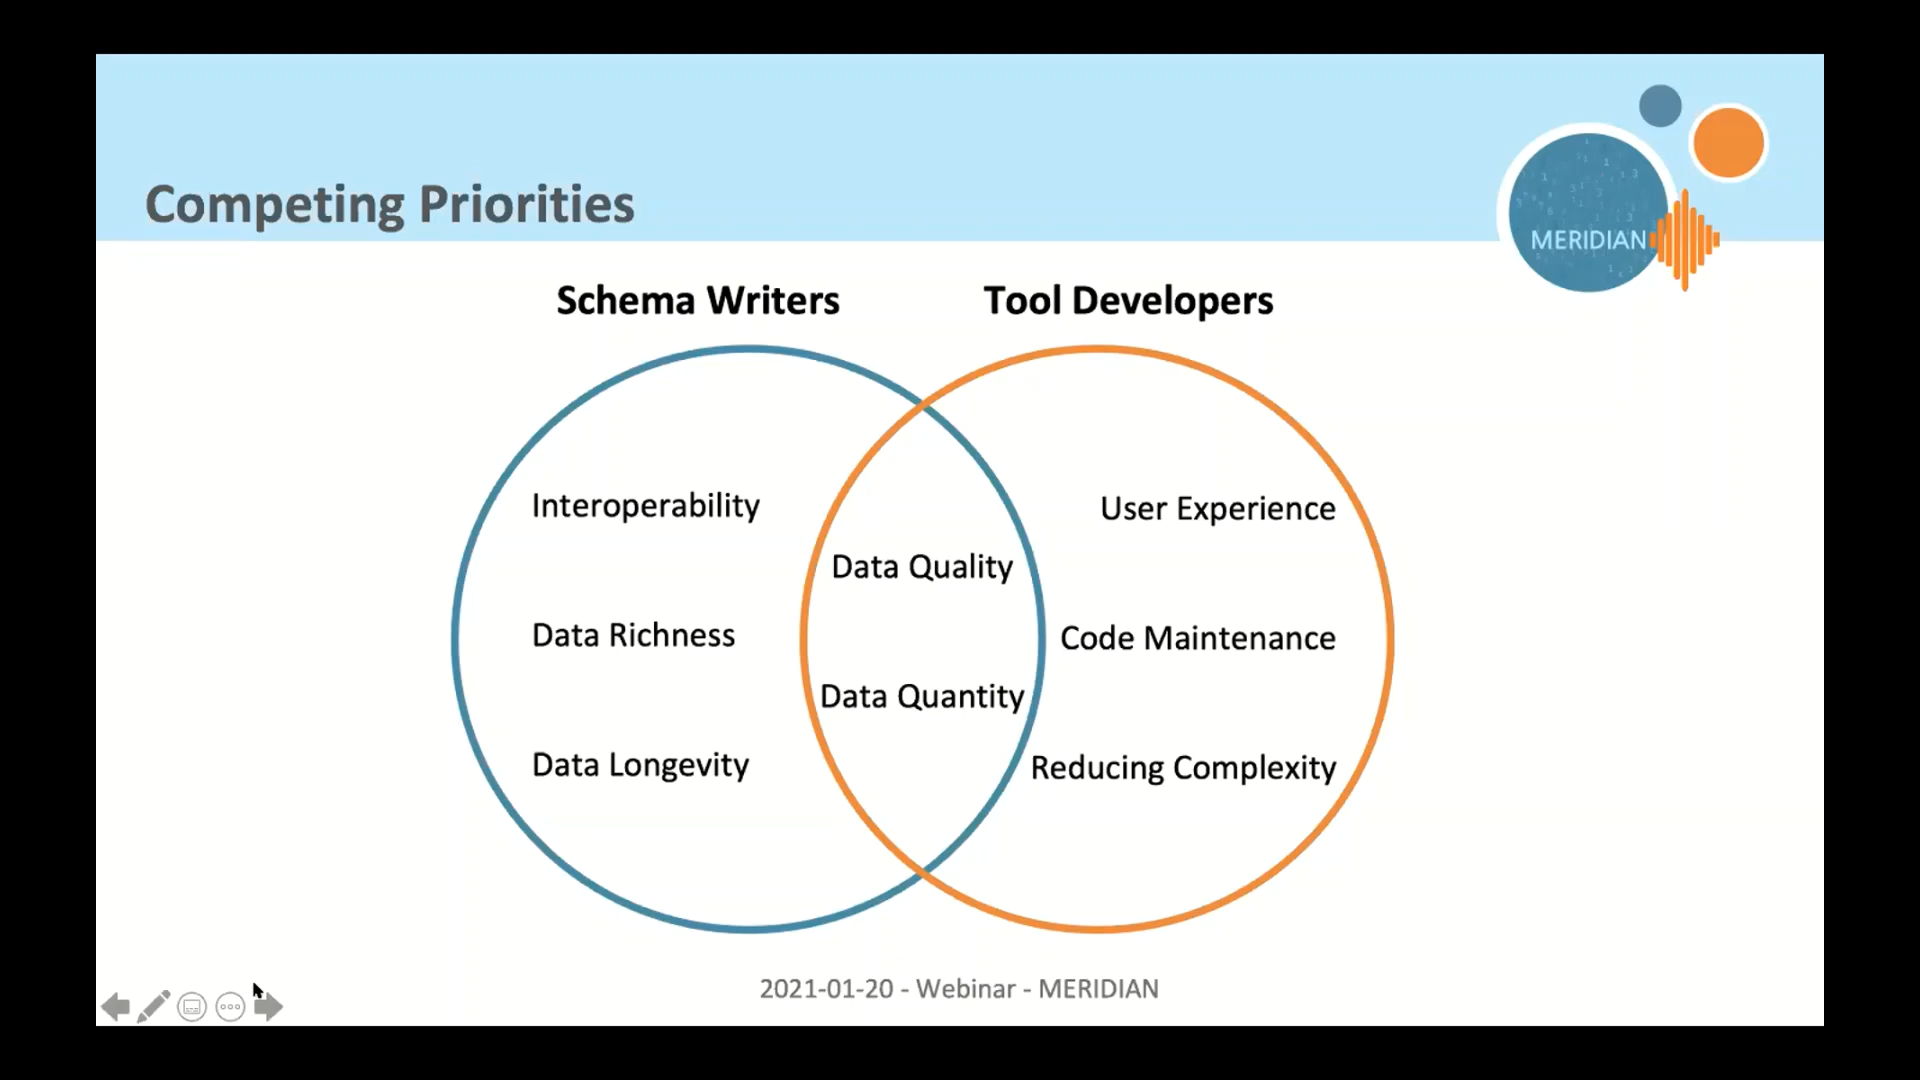 Competing Priorities
MERIDIAN
Schema Writers
Tool Developers
Interoperability
User Experience
Data Quality
Data Richness
Code Maintenance
Data Quantity
Data Longevity
Reducing Complexity
2021-01-20 - Webinar - MERIDIAN